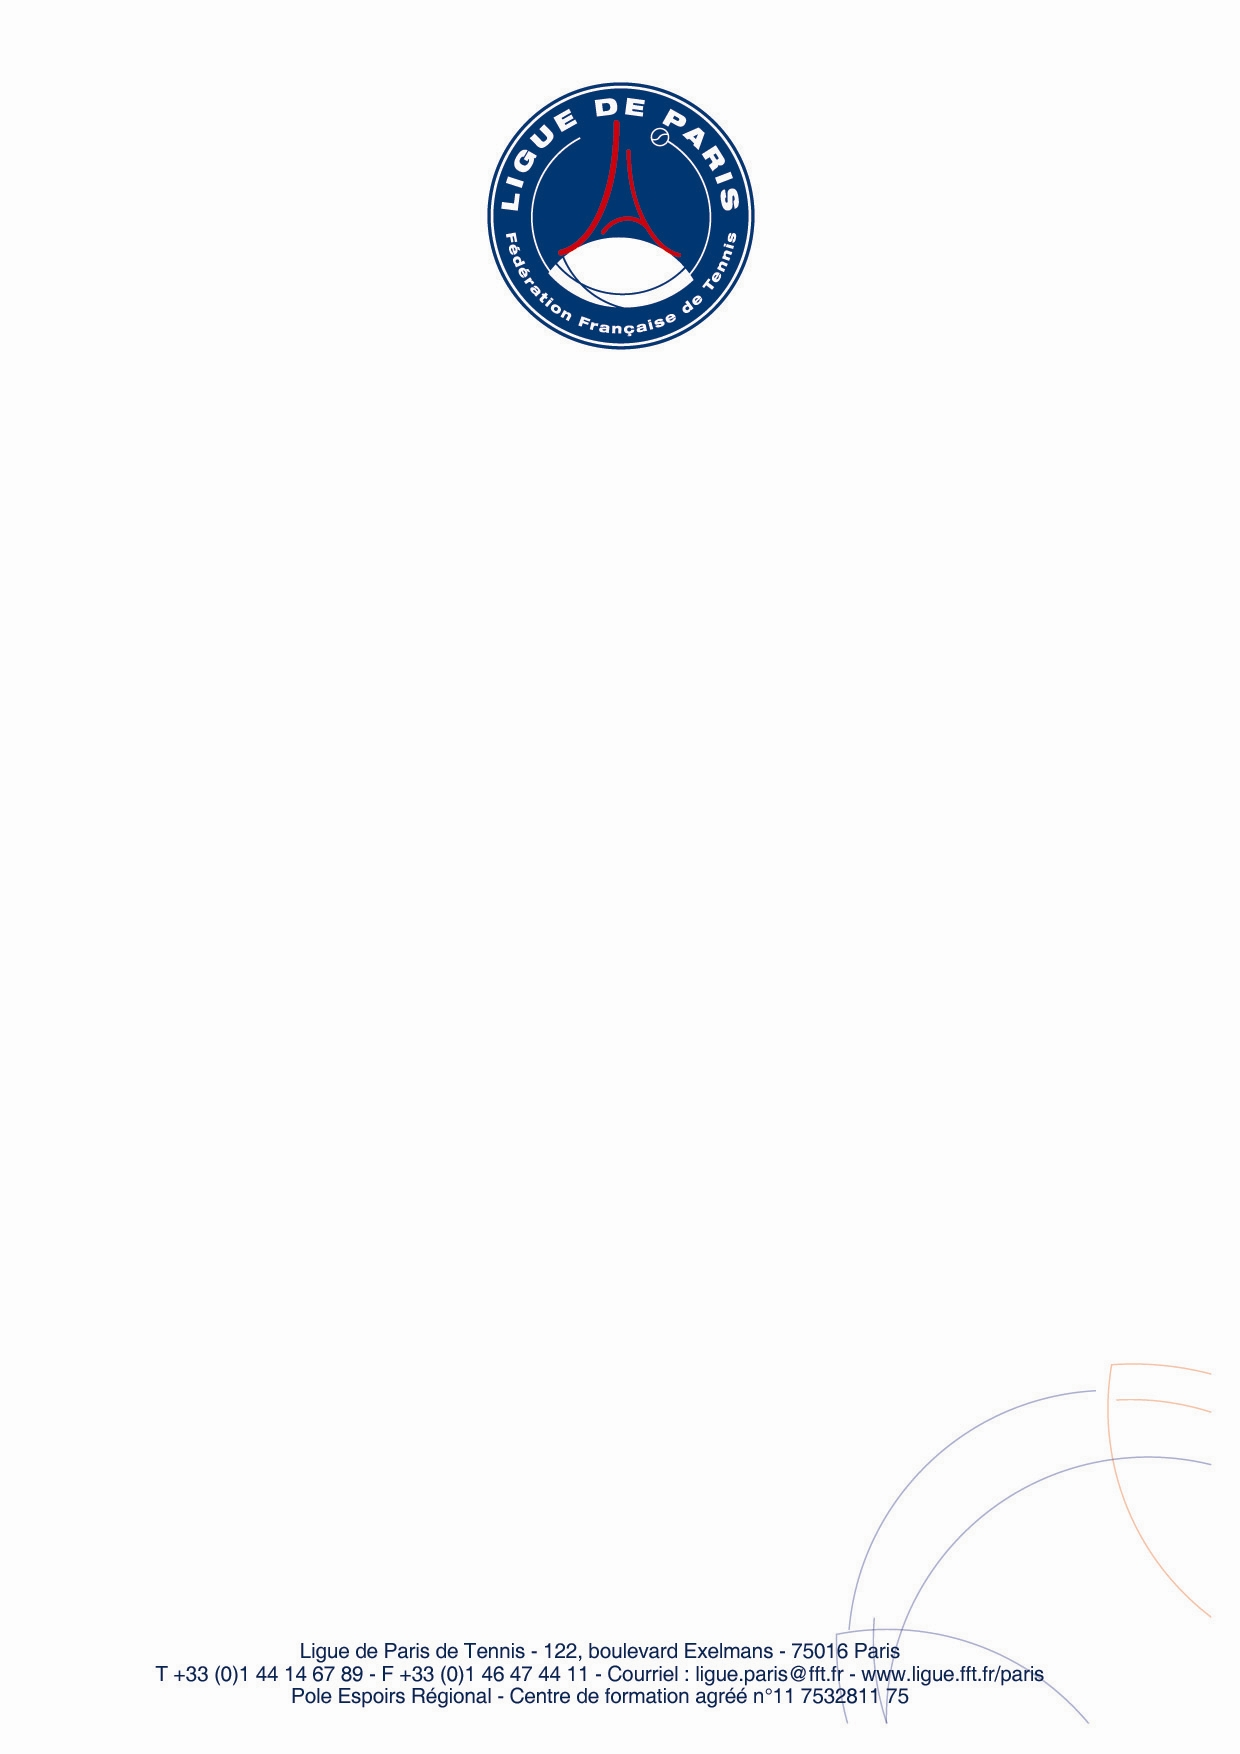 LIGUE DE PARIS
Fédération Française de Tennis
Ligue de Paris de Tennis - 122, boulevard Exelmans - 75016 Paris
T +33 (0)1 44 14 67 89 - F +33 (0)1 46 47 44 11 - Courriel : ligue.paris@fft.fr - www.ligue.fft.fr/paris
Pole Espoirs Régional - Centre de formation agréé n°11 7532811 75